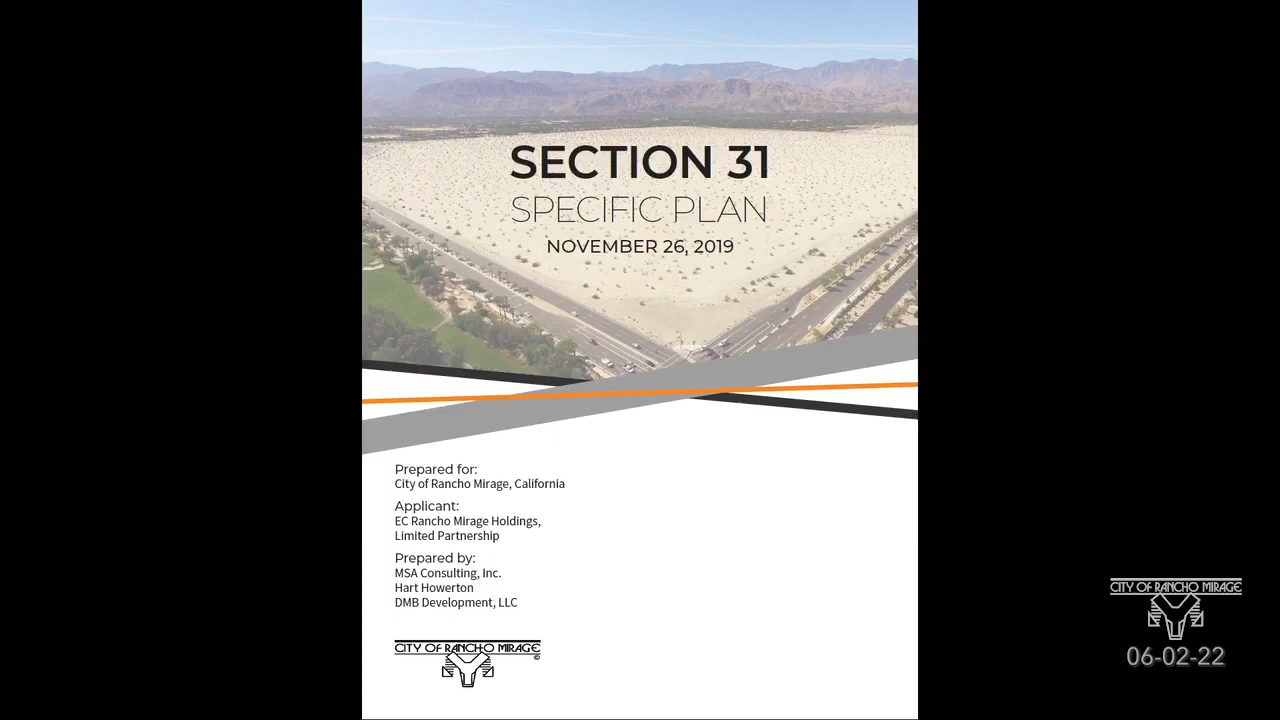 SECTION 31
SPECIFIC PLAN
NOVEMBER 26, 2019
Prepared for:
City of Rancho Mirage, California
Applicant:
EC Rancho Mirage Holdings,
Limited Partnership
Prepared by:
MSA Consulting, Inc.
Hart Howerton
DMB Development, LLC
CITY OF RANCHO MIRAGE
©
CITY OF RANCHO MIRAGE
06-02-22